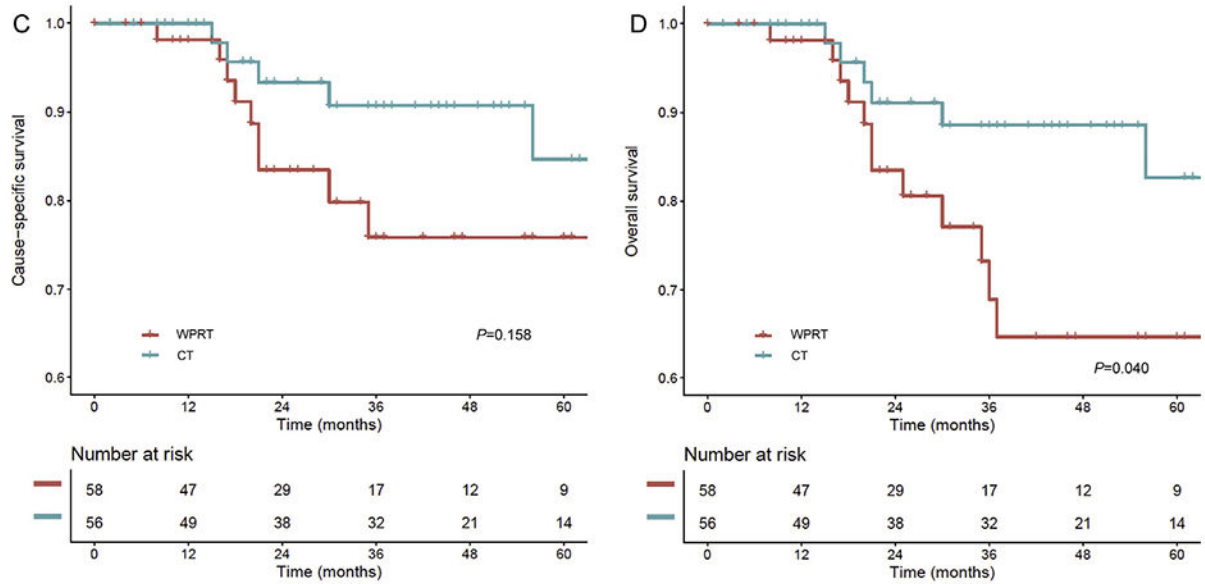 C
Cause-specific survival
1.0
0.9
0.8
0.7
0.6
WPRT
CT
P=0.158
0 12 24 36 48 60
Time (months)
Number at risk
58 47 29 17 12 9
56 49 38 32 21 14
0 12 24 36 48 60
Time (months)
D
Overall survival
1.0
0.9
0.8
0.7
0.6
WPRT
CT
P=0.040
0 12 24 36 48 60
Time (months)
Number at risk
58 47 29 17 12 9
56 49 38 32 21 14
0 12 24 36 48 60
Time (months)